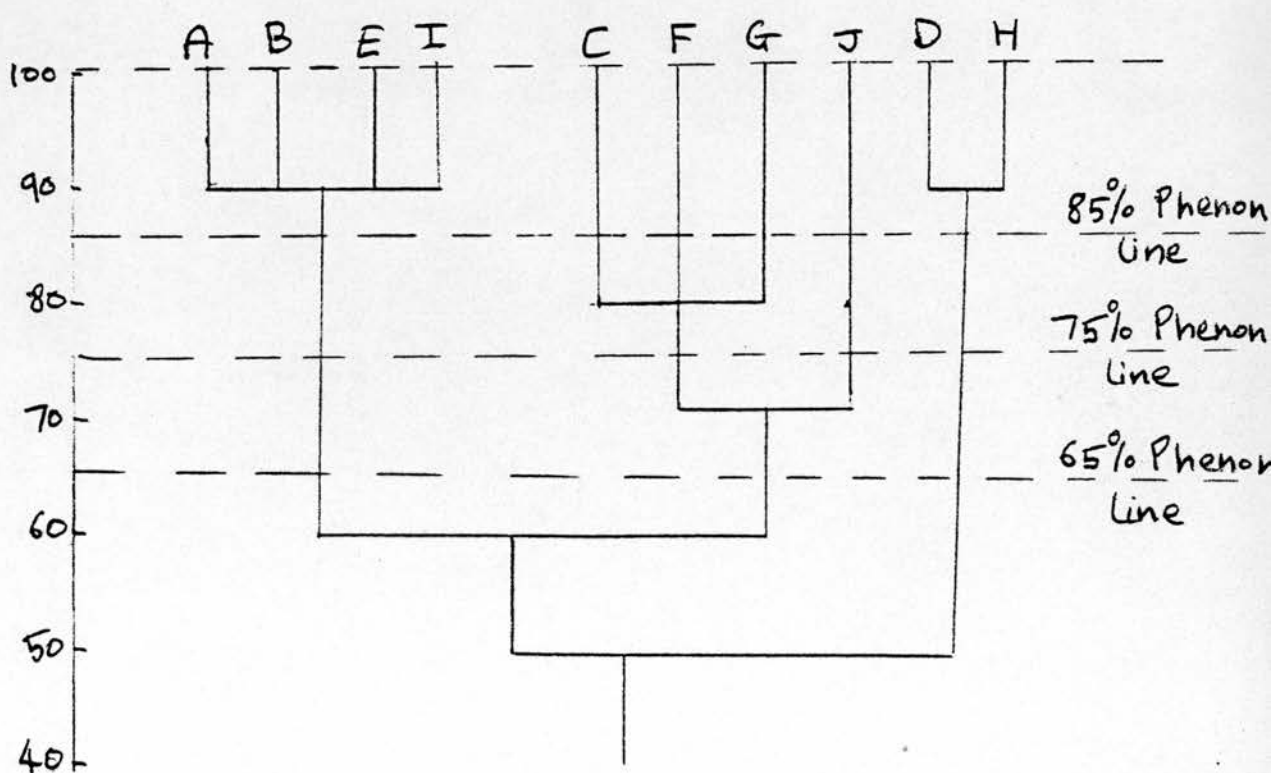 A B E I C F G J D H
100
90
85% Phenon
Line
80
75% Phenon
Line
70
65% Phenon
Line
60
50
40